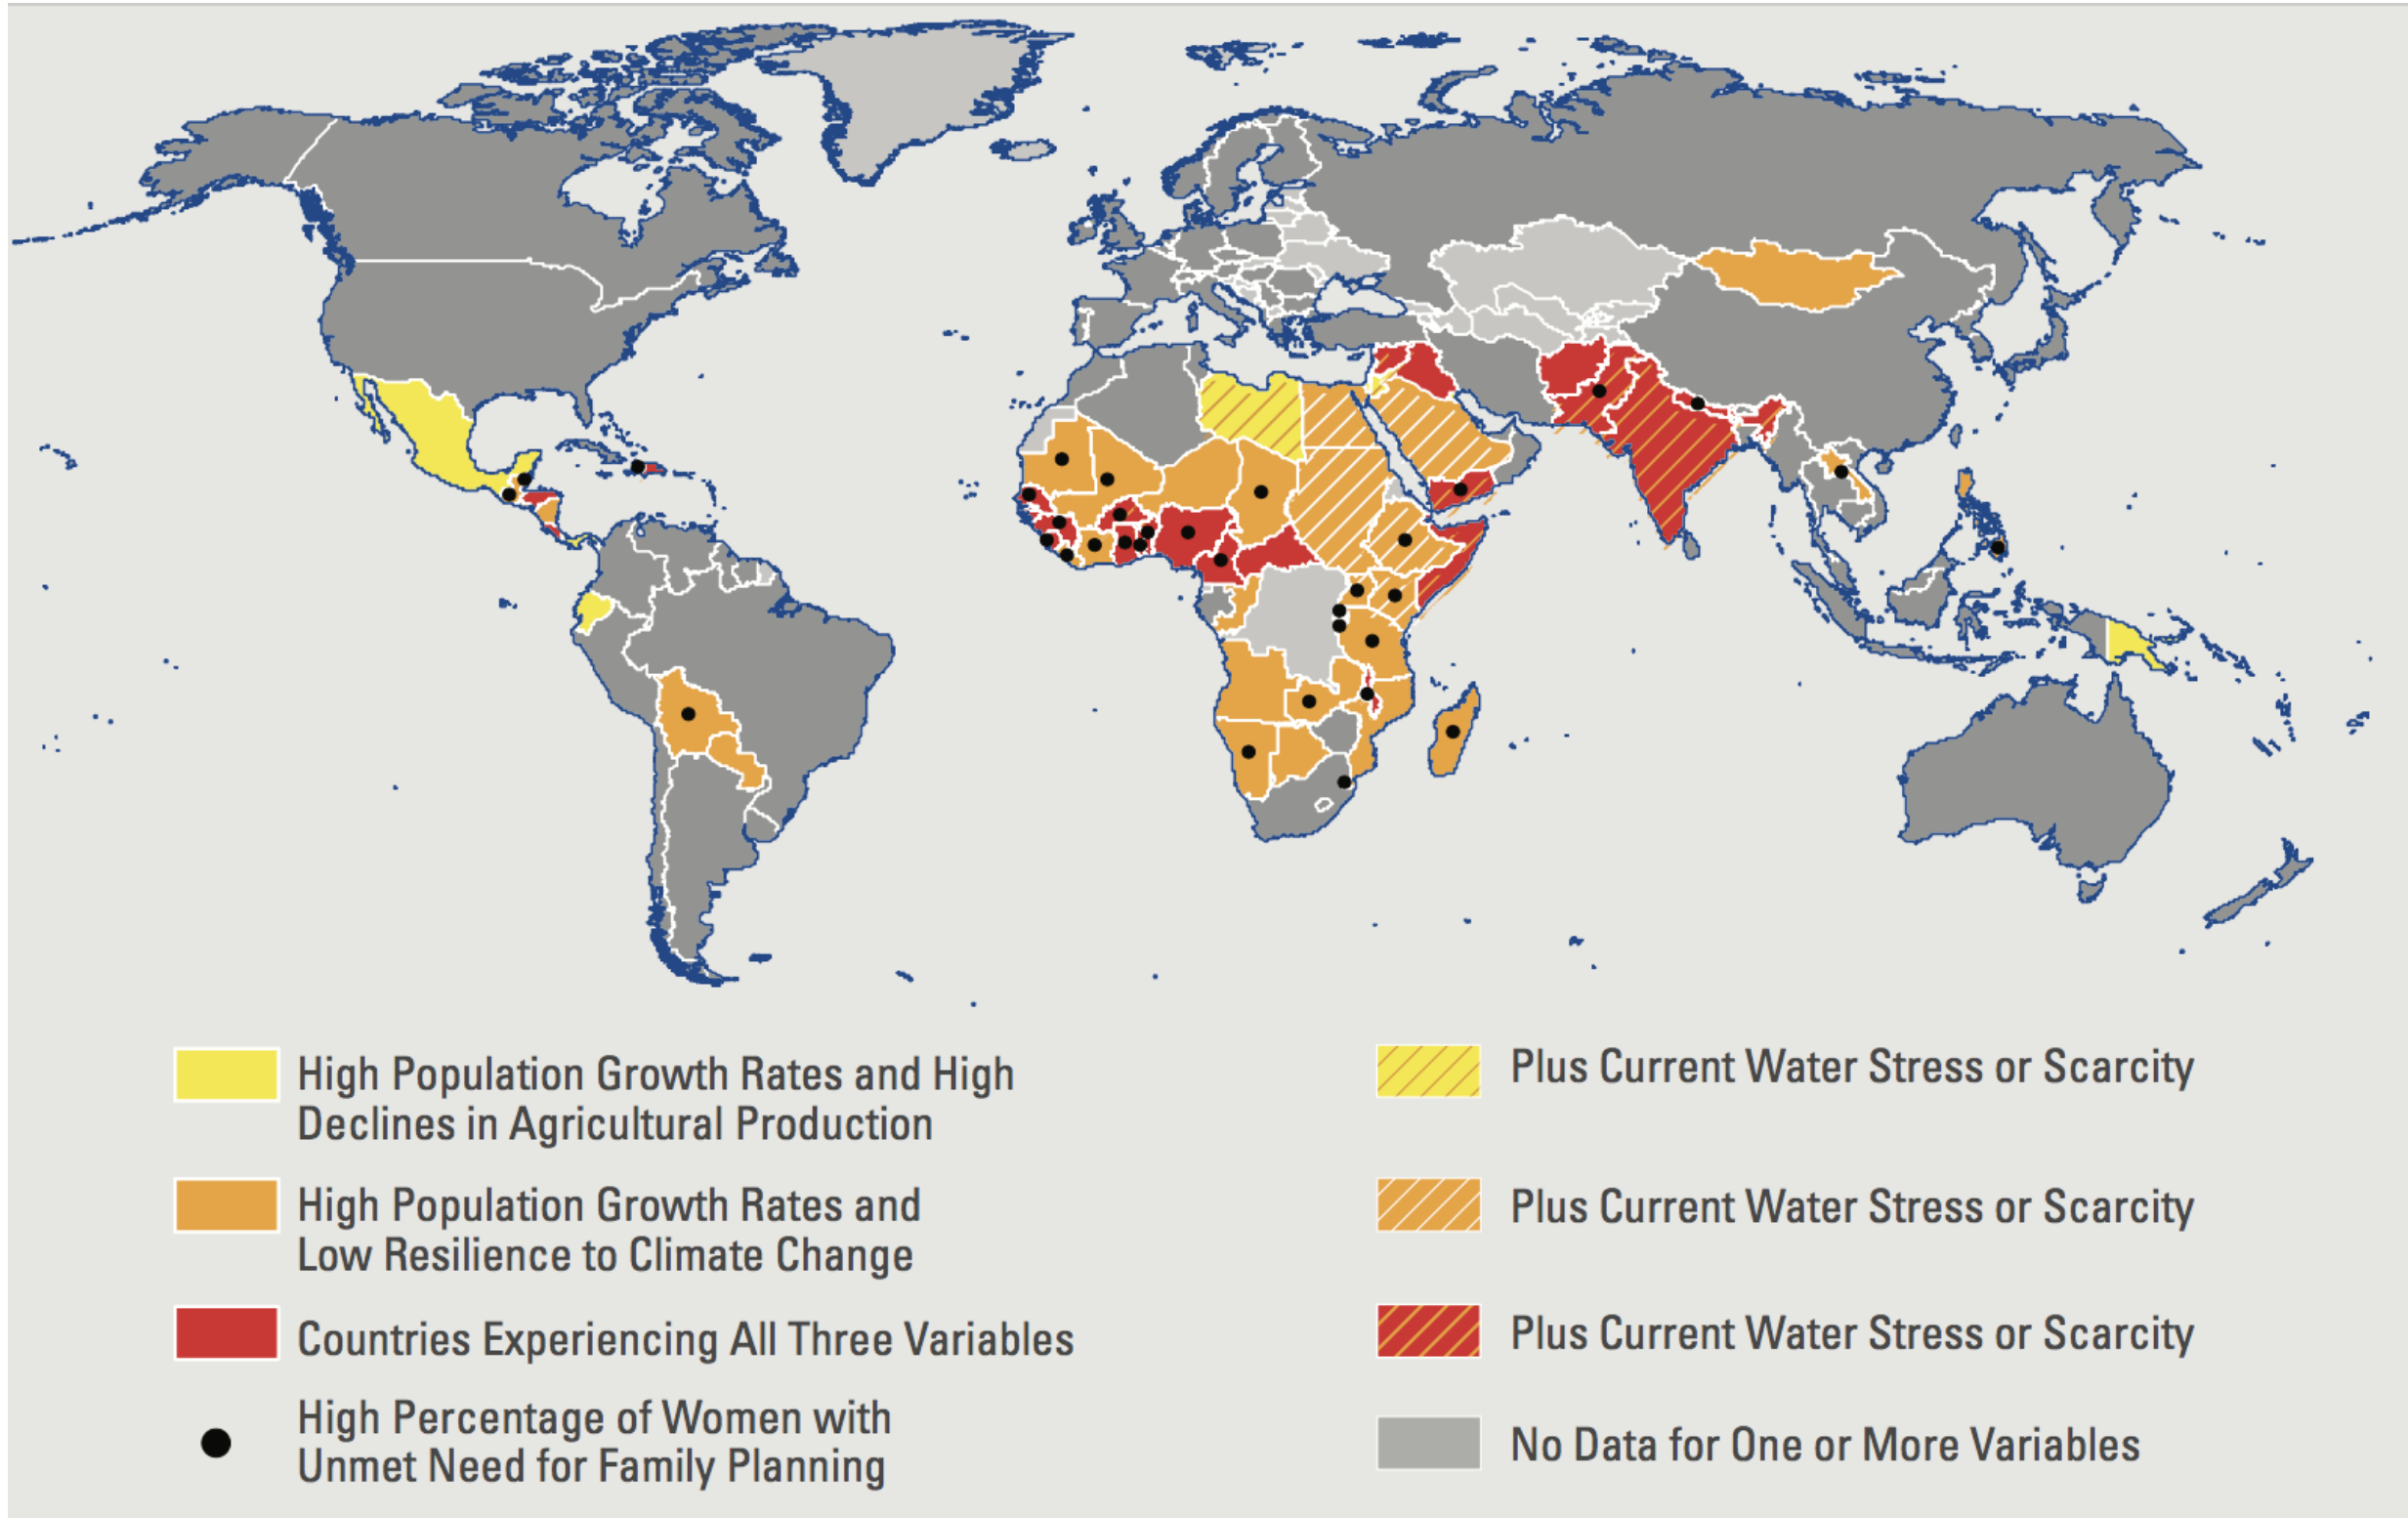 High Population Growth Rates and High
Declines in Agricultural Production
High Population Growth Rates and
Low Resilience to Climate Change
Countries Experiencing All Three Variables
High Percentage of Women with
Unmet Need for Family Planning
Plus Current Water Stress or Scarcity
Plus Current Water Stress or Scarcity
Plus Current Water Stress or Scarcity
No Data for One or More Variables